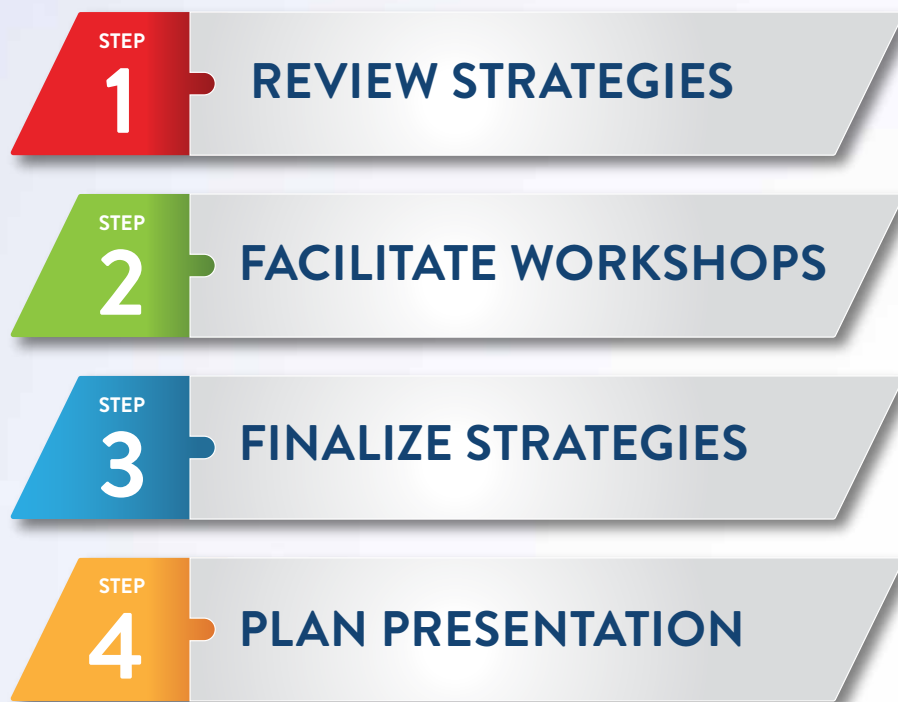 STEP
1
REVIEW STRATEGIES
STEP
2
FACILITATE WORKSHOPS
STEP
3
FINALIZE STRATEGIES
STEP
4
PLAN PRESENTATION